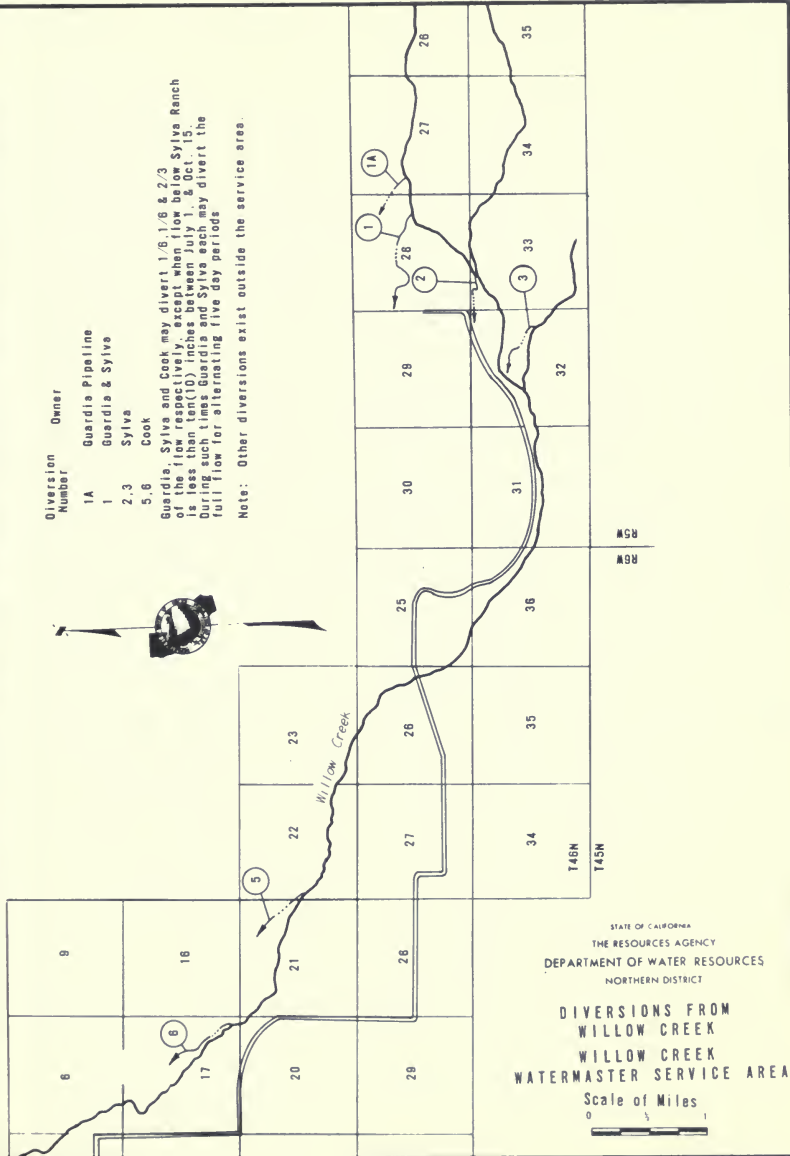 Diversion Owner
Number
1A Guardia Pipeline
1 Guardia & Sylva
2,3 Sylva
5,6 Cook
Guardia, Sylva and Cook may divert 1/6,1/6 & 2/3
of the flow respectively, except when flow below Sylva Ranch
is less than ten(10) inches between July 1, & Oct. 15.
During such times Guardia and Sylva each may divert the
full flow for alternating five day periods
Note: Other diversions exist outside the service area.
26
35
27
34
1A
1
28
33
2
3
29
32
30
31
R5W
R6W
25
36
23
26
35
Willow Creek
22
27
34
T46N
T45N
5
9
16
21
28
6
6
17
20
29
STATE OF CALIFORNIA
THE RESOURCES AGENCY
DEPARTMENT OF WATER RESOURCES
NORTHERN DISTRICT
DIVERSIONS FROM
WILLOW CREEK
WILLOW CREEK
WATERMASTER SERVICE AREA
Scale of Miles
0 ½ 1